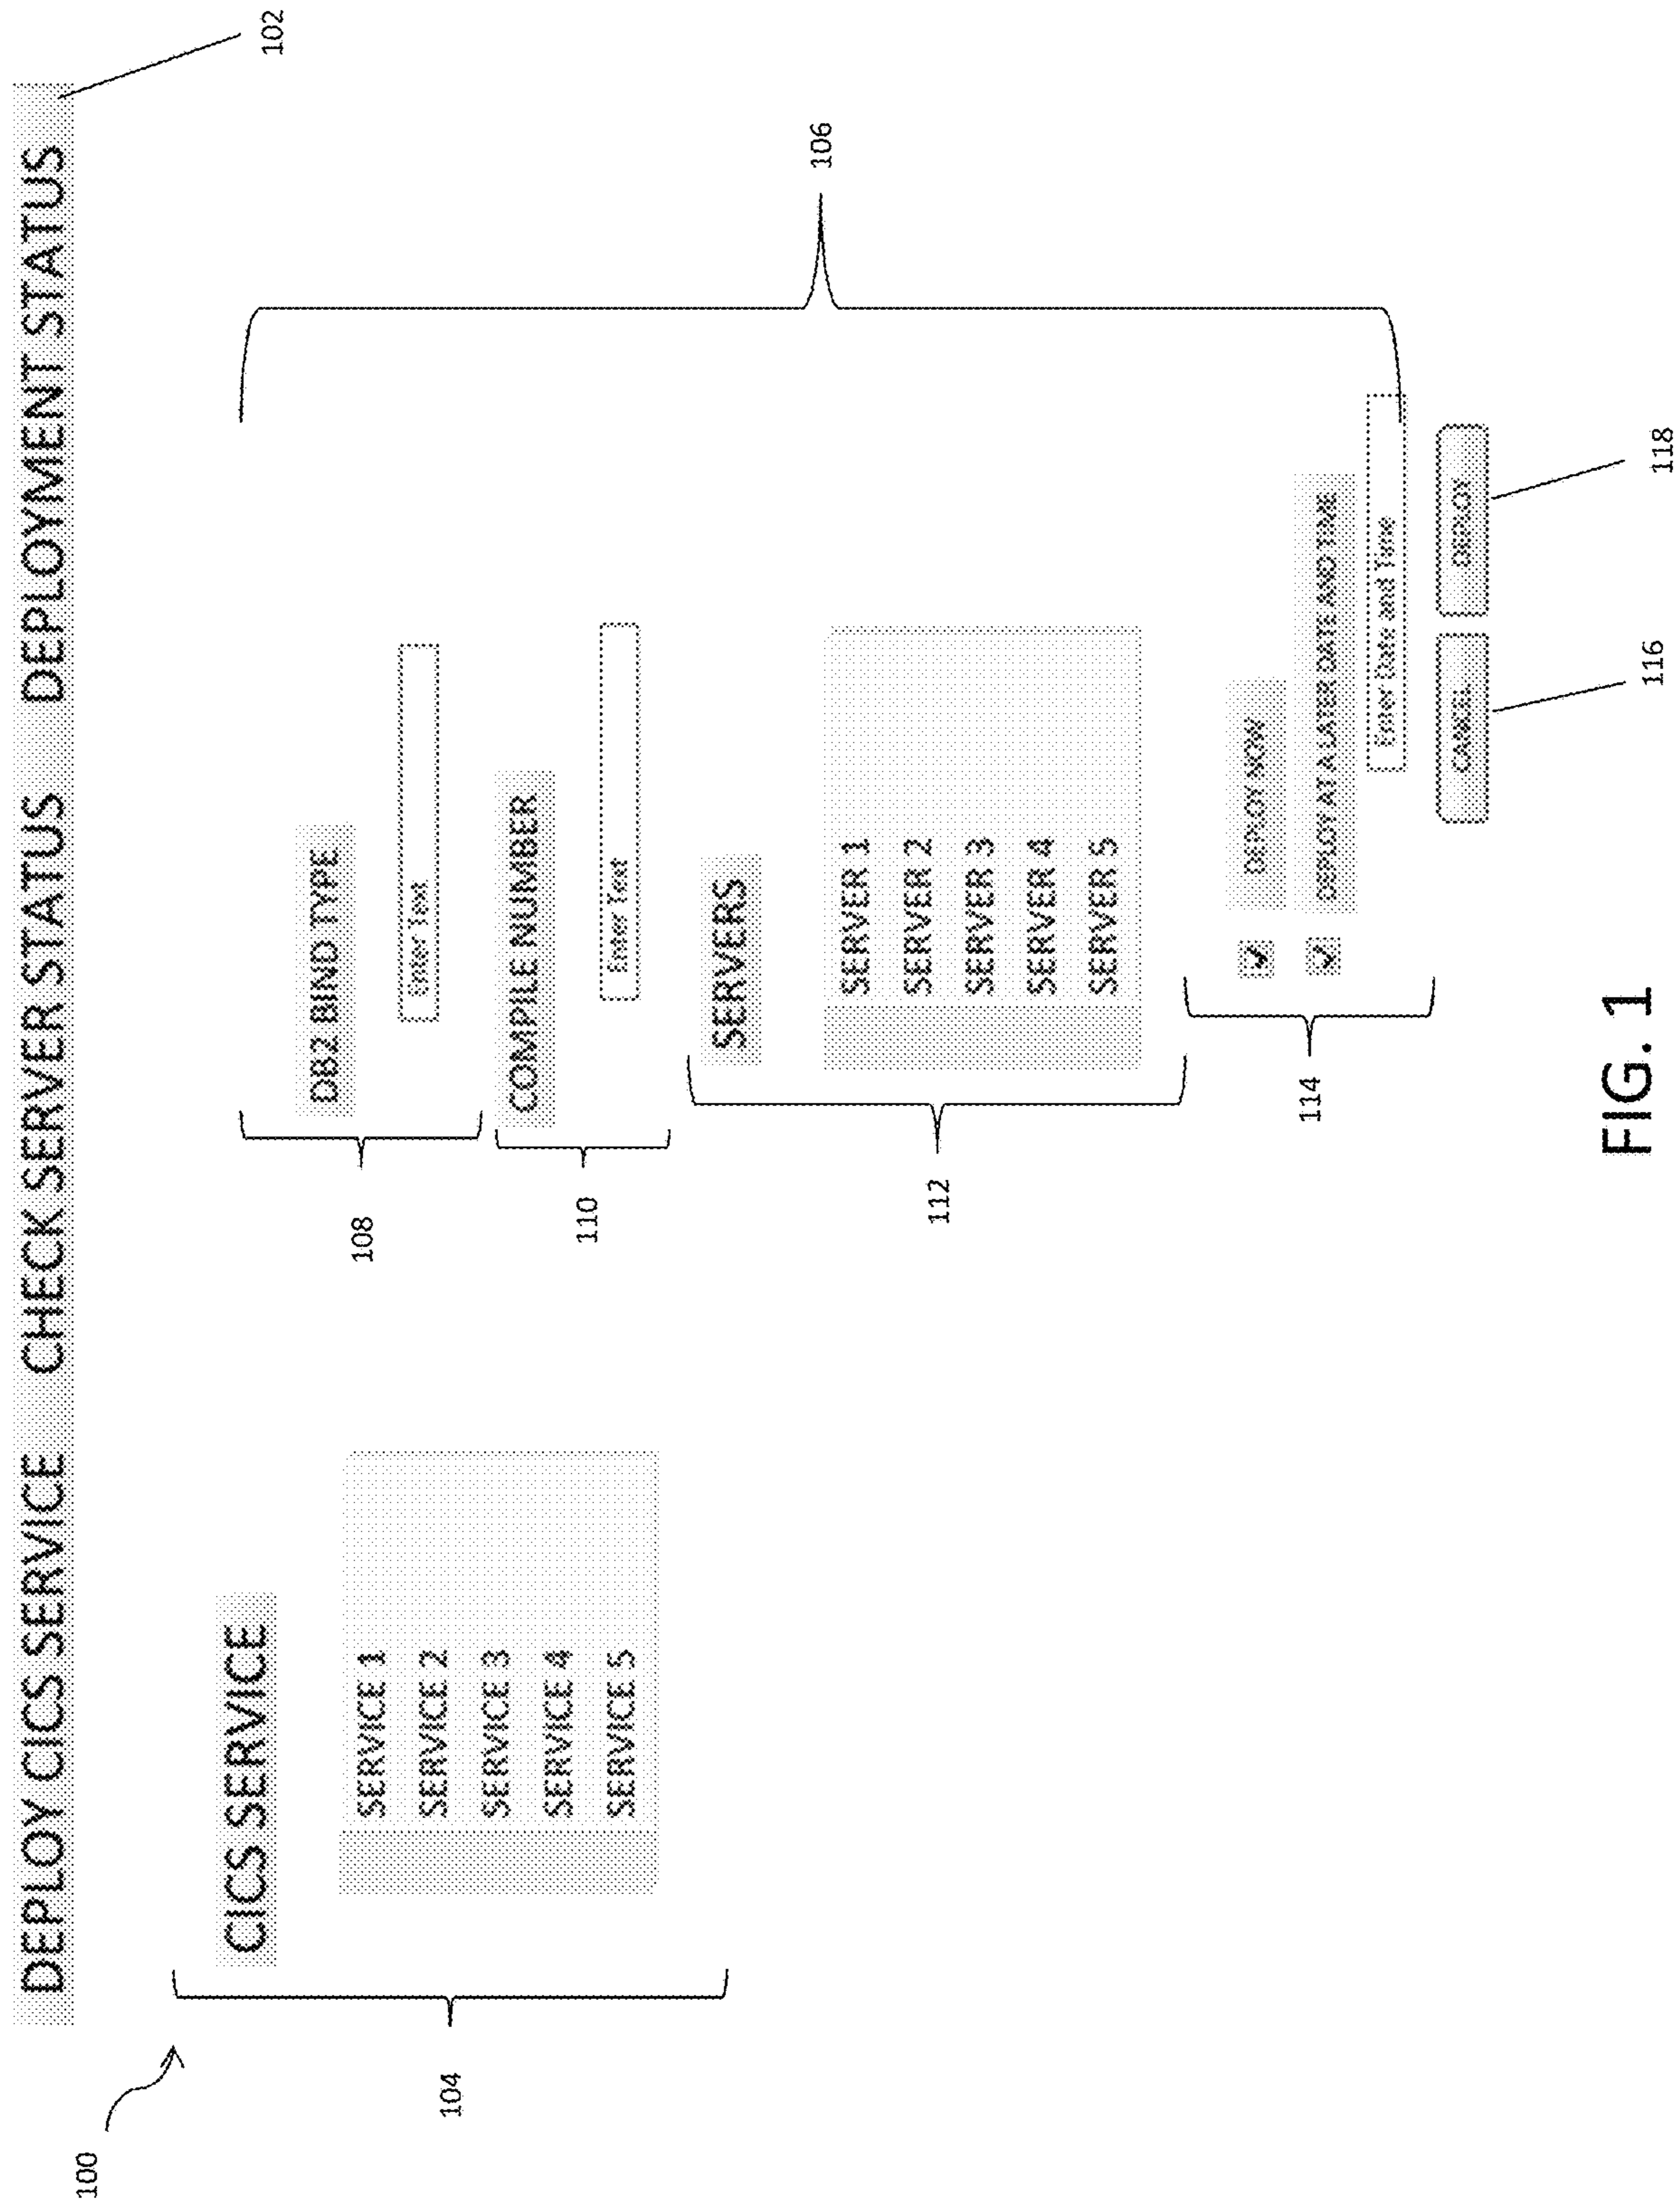 DEPLOY CICS SERVICE CHECK SERVER STATUS DEPLOYMENT STATUS
102
100
CICS SERVICE
SERVICE 1
SERVICE 2
SERVICE 3
SERVICE 4
SERVICE 5
104
DB2 BIND TYPE
Enter Text
108
COMPILE NUMBER
Enter Text
110
SERVERS
SERVER 1
SERVER 2
SERVER 3
SERVER 4
SERVER 5
112
106
DEPLOY NOW
DEPLOY AT A LATER DATE AND TIME
Enter Date and Time
114
CANCEL DEPLOY
116 118
FIG. 1